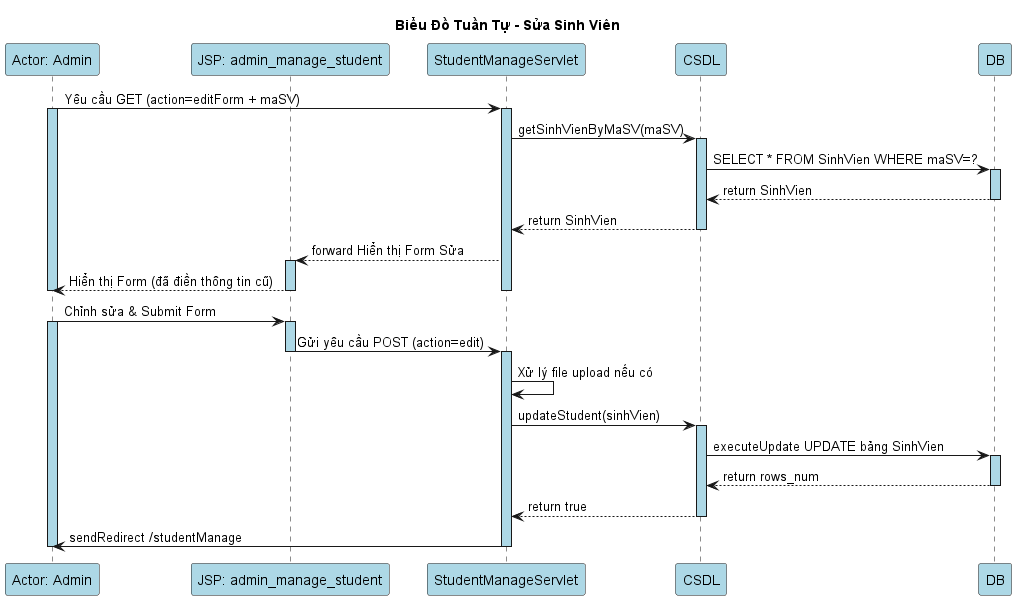 Biểu Đồ Tuần Tự - Sửa Sinh Viên
Actor: Admin
JSP: admin_manage_student
StudentManageServlet
CSDL
DB
Yêu cầu GET (action=editForm + maSV)
getSinhVienByMaSV(maSV)
SELECT * FROM SinhVien WHERE maSV=?
return SinhVien
return SinhVien
forward Hiển thị Form Sửa
Hiển thị Form (đã điền thông tin cũ)
Chỉnh sửa & Submit Form
Gửi yêu cầu POST (action=edit)
Xử lý file upload nếu có
updateStudent(sinhVien)
executeUpdate UPDATE bảng SinhVien
return rows_num
return true
sendRedirect /studentManage
Actor: Admin
JSP: admin_manage_student
StudentManageServlet
CSDL
DB